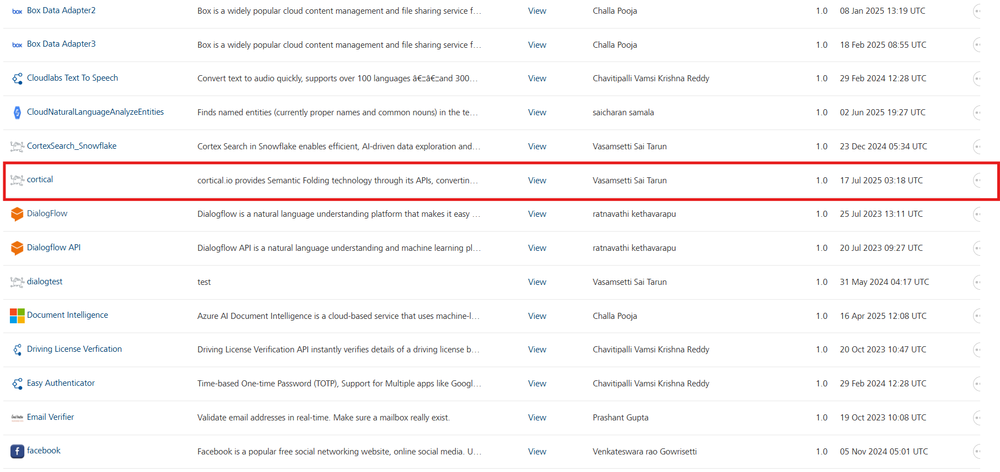 box Box Data Adapter2 Box is a widely popular cloud content management and file sharing service f... View Challa Pooja 1.0 08 Jan 2025 13:19 UTC
box Box Data Adapter3 Box is a widely popular cloud content management and file sharing service f... View Challa Pooja 1.0 18 Feb 2025 08:55 UTC
Cloudlabs Text To Speech Convert text to audio quickly, supports over 100 languages â€‌â€‌and 300... View Chavitipalli Vamsi Krishna Reddy 1.0 29 Feb 2024 12:28 UTC
CloudNaturalLanguageAnalyzeEntities Finds named entities (currently proper names and common nouns) in the te... View saicharan samala 1.0 02 Jun 2025 19:27 UTC
CortexSearch_Snowflake Cortex Search in Snowflake enables efficient, AI-driven data exploration and... View Vasamsetti Sai Tarun 1.0 23 Dec 2024 05:34 UTC
cortical cortical.io provides Semantic Folding technology through its APIs, convertin... View Vasamsetti Sai Tarun 1.0 17 Jul 2025 03:18 UTC
DialogFlow Dialogflow is a natural language understanding platform that makes it easy ... View ratnavathi kethavarapu 1.0 25 Jul 2023 13:11 UTC
Dialogflow API Dialogflow API is a natural language understanding and machine learning pl... View ratnavathi kethavarapu 1.0 20 Jul 2023 09:27 UTC
dialogtest test View Vasamsetti Sai Tarun 1.0 31 May 2024 04:17 UTC
Document Intelligence Azure AI Document Intelligence is a cloud-based service that uses machine-l... View Challa Pooja 1.0 16 Apr 2025 12:08 UTC
Driving License Verfication Driving License Verification API instantly verifies details of a driving license b... View Chavitipalli Vamsi Krishna Reddy 1.0 20 Oct 2023 10:47 UTC
Easy Authenticator Time-based One-time Password (TOTP), Support for Multiple apps like Googl... View Chavitipalli Vamsi Krishna Reddy 1.0 29 Feb 2024 12:28 UTC
Email Verifier Validate email addresses in real-time. Make sure a mailbox really exist. View Prashant Gupta 1.0 19 Oct 2023 10:08 UTC
facebook Facebook is a popular free social networking website, online social media. U... View Venkateswara rao Gowrisetti 1.0 05 Nov 2024 05:01 UTC